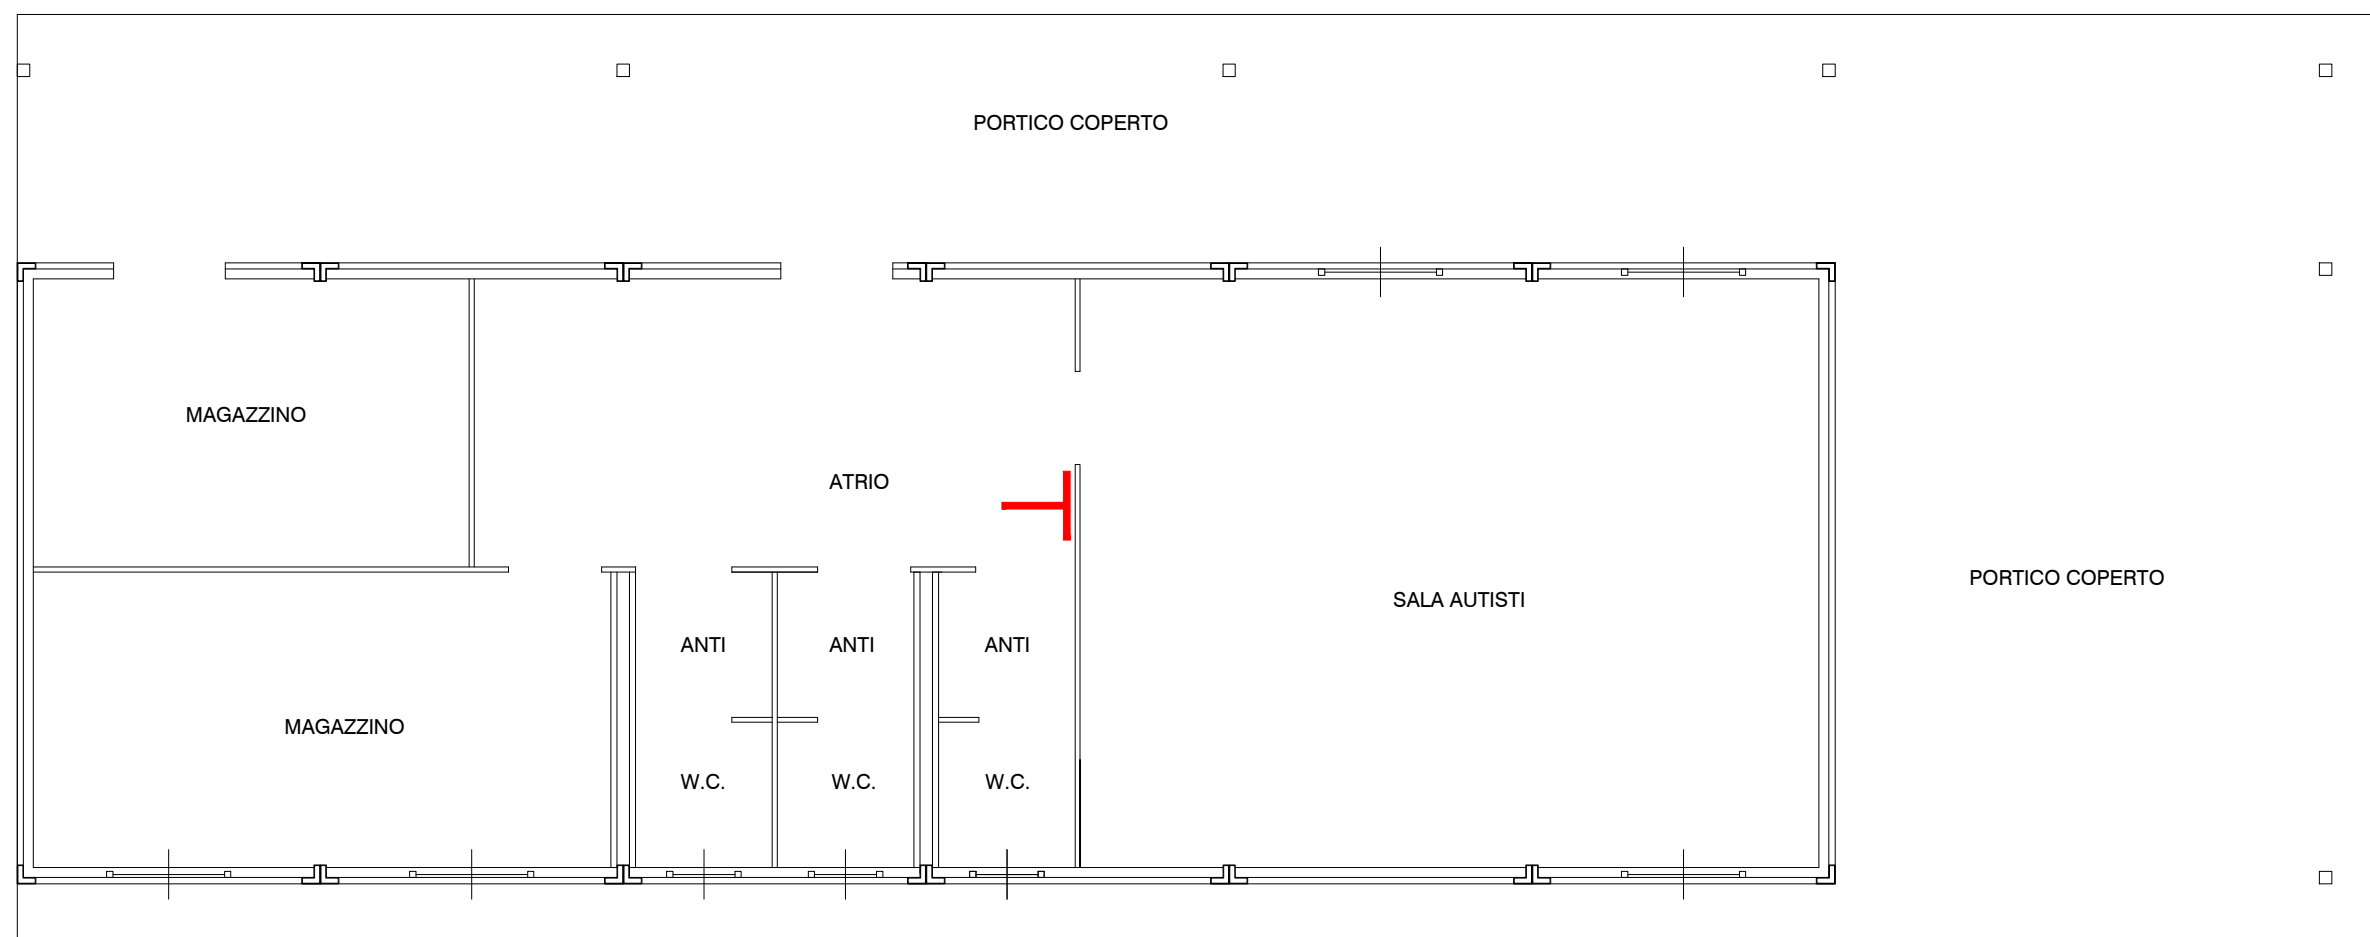 PORTICO COPERTO
MAGAZZINO
ATRIO
PORTICO COPERTO
SALA AUTISTI
ANTI
ANTI
ANTI
MAGAZZINO
W.C.
W.C.
W.C.